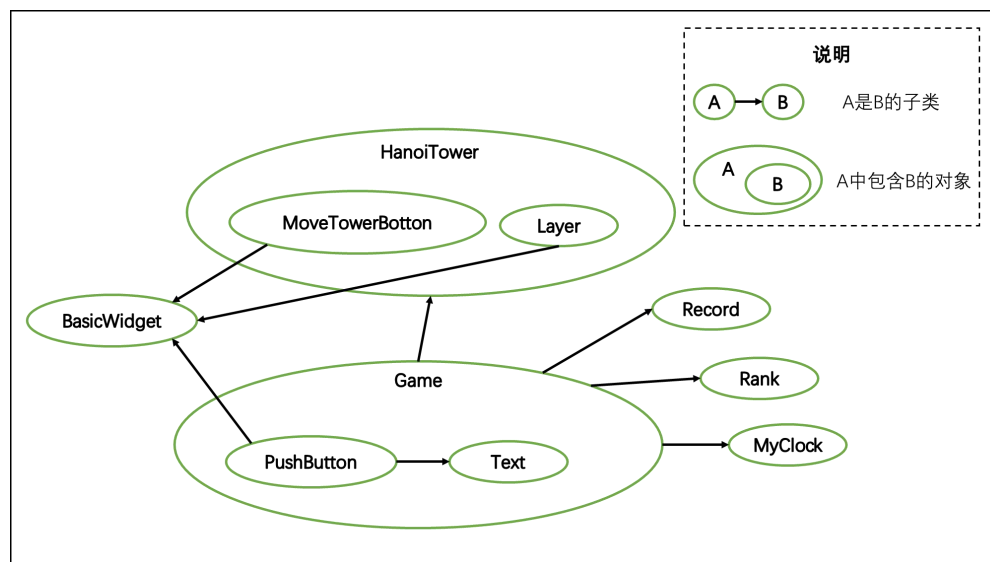 说明
A
B
A是B的子类
A
B
A中包含B的对象
HanoiTower
MoveTowerBotton
Layer
BasicWidget
Record
Game
Rank
MyClock
PushButton
Text